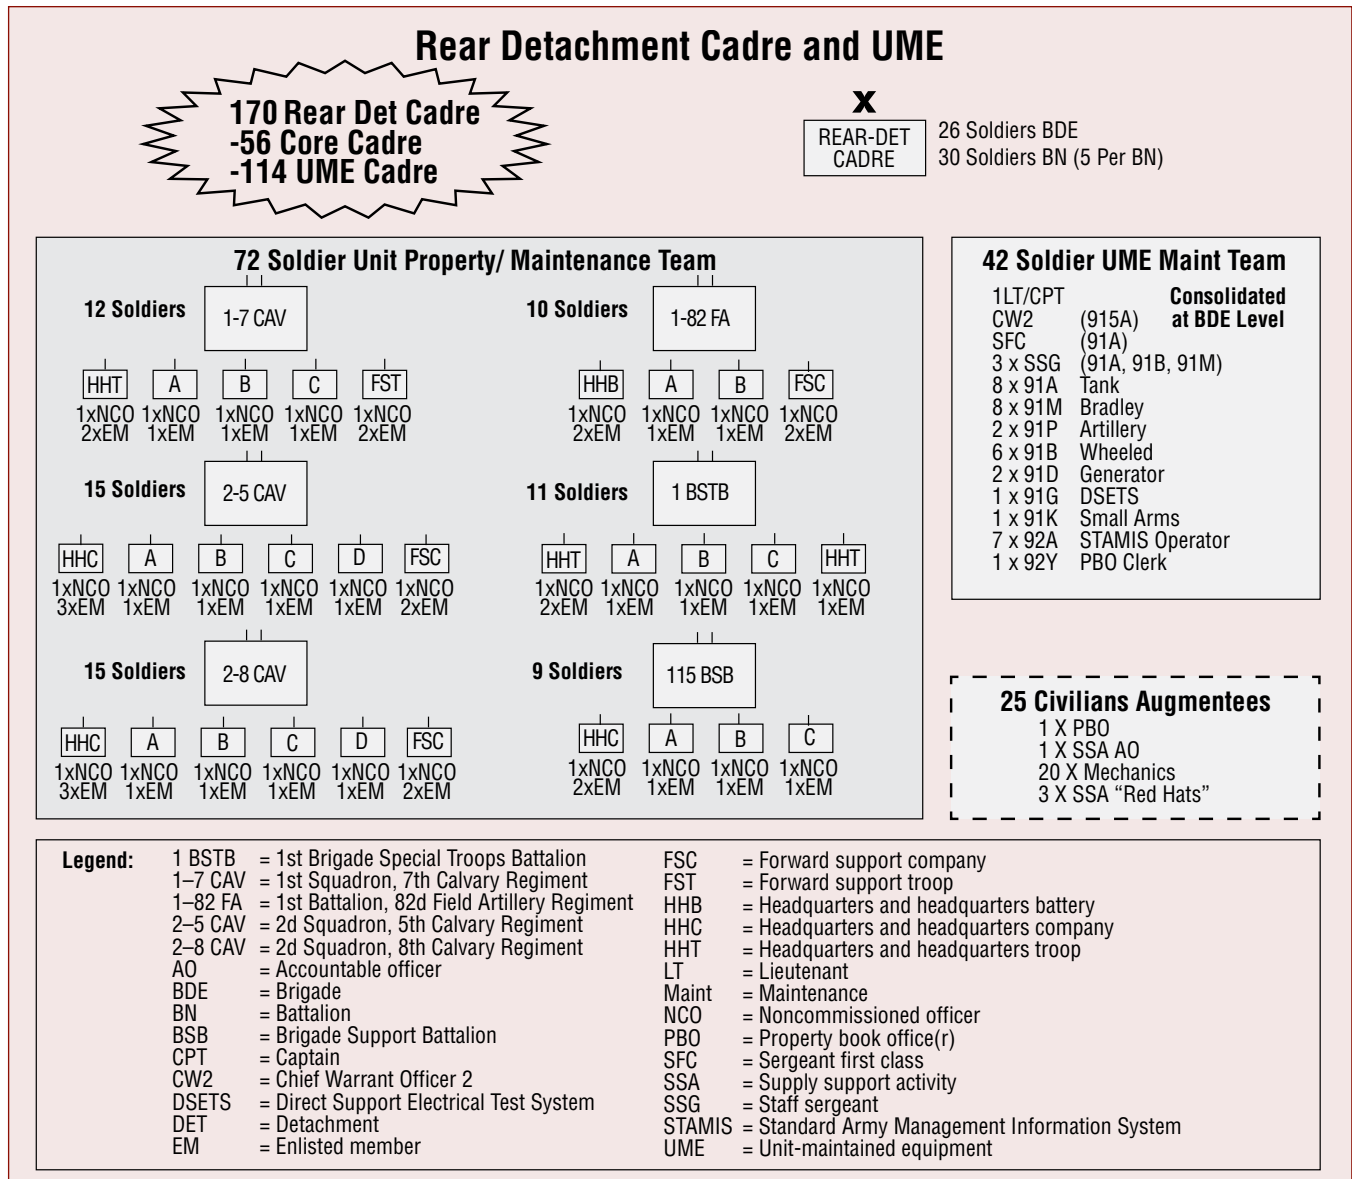 Rear Detachment Cadre and UME
170 Rear Det Cadre
-56 Core Cadre
-114 UME Cadre
X
REAR-DET
CADRE
26 Soldiers BDE
30 Soldiers BN (5 Per BN)
72 Soldier Unit Property/ Maintenance Team
12 Soldiers
1-7 CAV
HHT A B C FST
1xNCO 1xNCO 1xNCO 1xNCO 1xNCO
2xEM 1xEM 1xEM 1xEM 2xEM
10 Soldiers
1-82 FA
HHB A B FSC
1xNCO 1xNCO 1xNCO 1xNCO
2xEM 1xEM 1xEM 2xEM
15 Soldiers
2-5 CAV
HHC A B C D FSC
1xNCO 1xNCO 1xNCO 1xNCO 1xNCO 1xNCO
3xEM 1xEM 1xEM 1xEM 1xEM 2xEM
11 Soldiers
1 BSTB
HHT A B C HHT
1xNCO 1xNCO 1xNCO 1xNCO 1xNCO
2xEM 1xEM 1xEM 1xEM 1xEM
15 Soldiers
2-8 CAV
HHC A B C D FSC
1xNCO 1xNCO 1xNCO 1xNCO 1xNCO 1xNCO
3xEM 1xEM 1xEM 1xEM 1xEM 2xEM
9 Soldiers
115 BSB
HHC A B C
1xNCO 1xNCO 1xNCO 1xNCO
2xEM 1xEM 1xEM 1xEM
42 Soldier UME Maint Team
Consolidated
at BDE Level
1LT/CPT
CW2 (915A)
SFC (91A)
3 x SSG (91A, 91B, 91M)
8 x 91A Tank
8 x 91M Bradley
2 x 91P Artillery
6 x 91B Wheeled
2 x 91D Generator
1 x 91G DSETS
1 x 91K Small Arms
7 x 92A STAMIS Operator
1 x 92Y PBO Clerk
25 Civilians Augmentees
1 X PBO
1 X SSA AO
20 X Mechanics
3 X SSA “Red Hats”
Legend:
1 BSTB = 1st Brigade Special Troops Battalion
1–7 CAV = 1st Squadron, 7th Calvary Regiment
1–82 FA = 1st Battalion, 82d Field Artillery Regiment
2–5 CAV = 2d Squadron, 5th Calvary Regiment
2–8 CAV = 2d Squadron, 8th Calvary Regiment
AO = Accountable officer
BDE = Brigade
BN = Battalion
BSB = Brigade Support Battalion
CPT = Captain
CW2 = Chief Warrant Officer 2
DSETS = Direct Support Electrical Test System
DET = Detachment
EM = Enlisted member
FSC = Forward support company
FST = Forward support troop
HHB = Headquarters and headquarters battery
HHC = Headquarters and headquarters company
HHT = Headquarters and headquarters troop
LT = Lieutenant
Maint = Maintenance
NCO = Noncommissioned officer
PBO = Property book office(r)
SFC = Sergeant first class
SSA = Supply support activity
SSG = Staff sergeant
STAMIS = Standard Army Management Information System
UME = Unit-maintained equipment